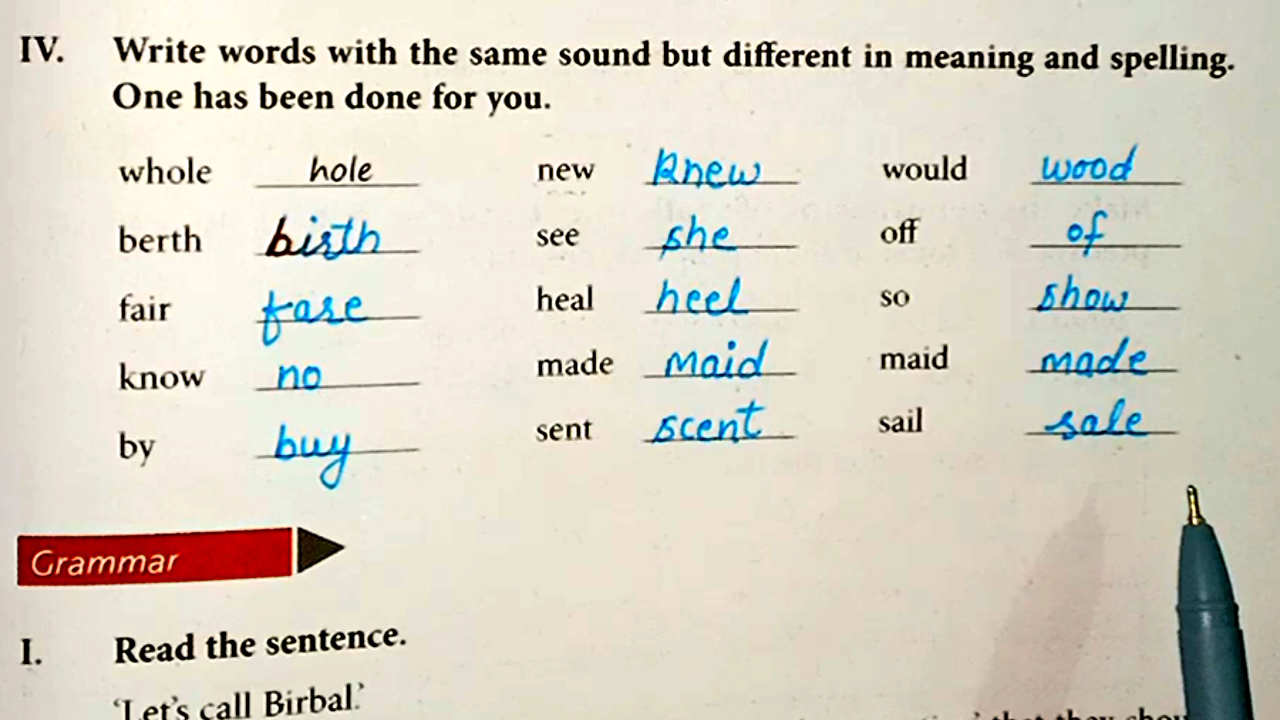 IV. Write words with the same sound but different in meaning and spelling.
One has been done for you.
whole hole new knew would wood
berth birth see she off of
fair fare heal heel so show
know no made maid maid made
by buy sent scent sail sale
Grammar
I. Read the sentence.
‘Let’s call Birbal.’
that they